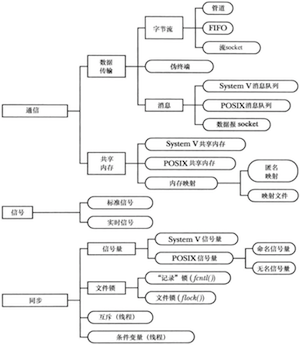 管道
字节流
FIFO
流socket
数据
传输
伪终端
System V 消息队列
消息
POSIX消息队列
数据报 socket
通信
System V 共享内存
共享
内存
POSIX 共享内存
内存映射
匿名
映射
映射文件
信号
标准信号
实时信号
信号量
System V 信号量
POSIX 信号量
命名信号量
无名信号量
同步
文件锁
“记录”锁 (fcntl())
文件锁 (flock())
互斥（线程）
条件变量（线程）